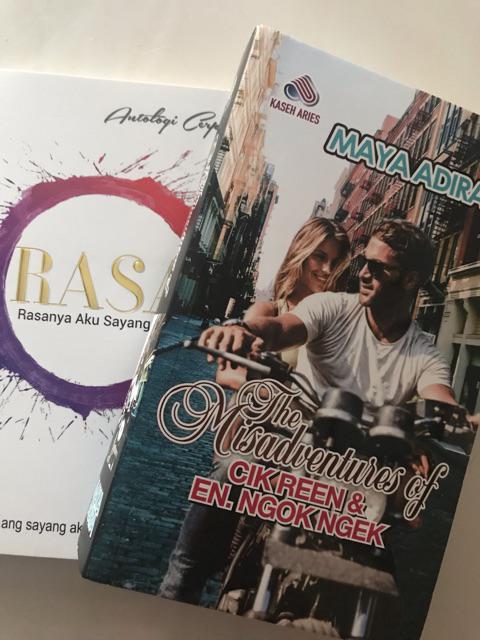 Antologi Cerp
RASA
Rasanya Aku Sayang
ang sayang ak
KASEH ARIES
MAYA ADIRA
The
Misadventures of
CIK REEN &
EN. NGOK NGEK